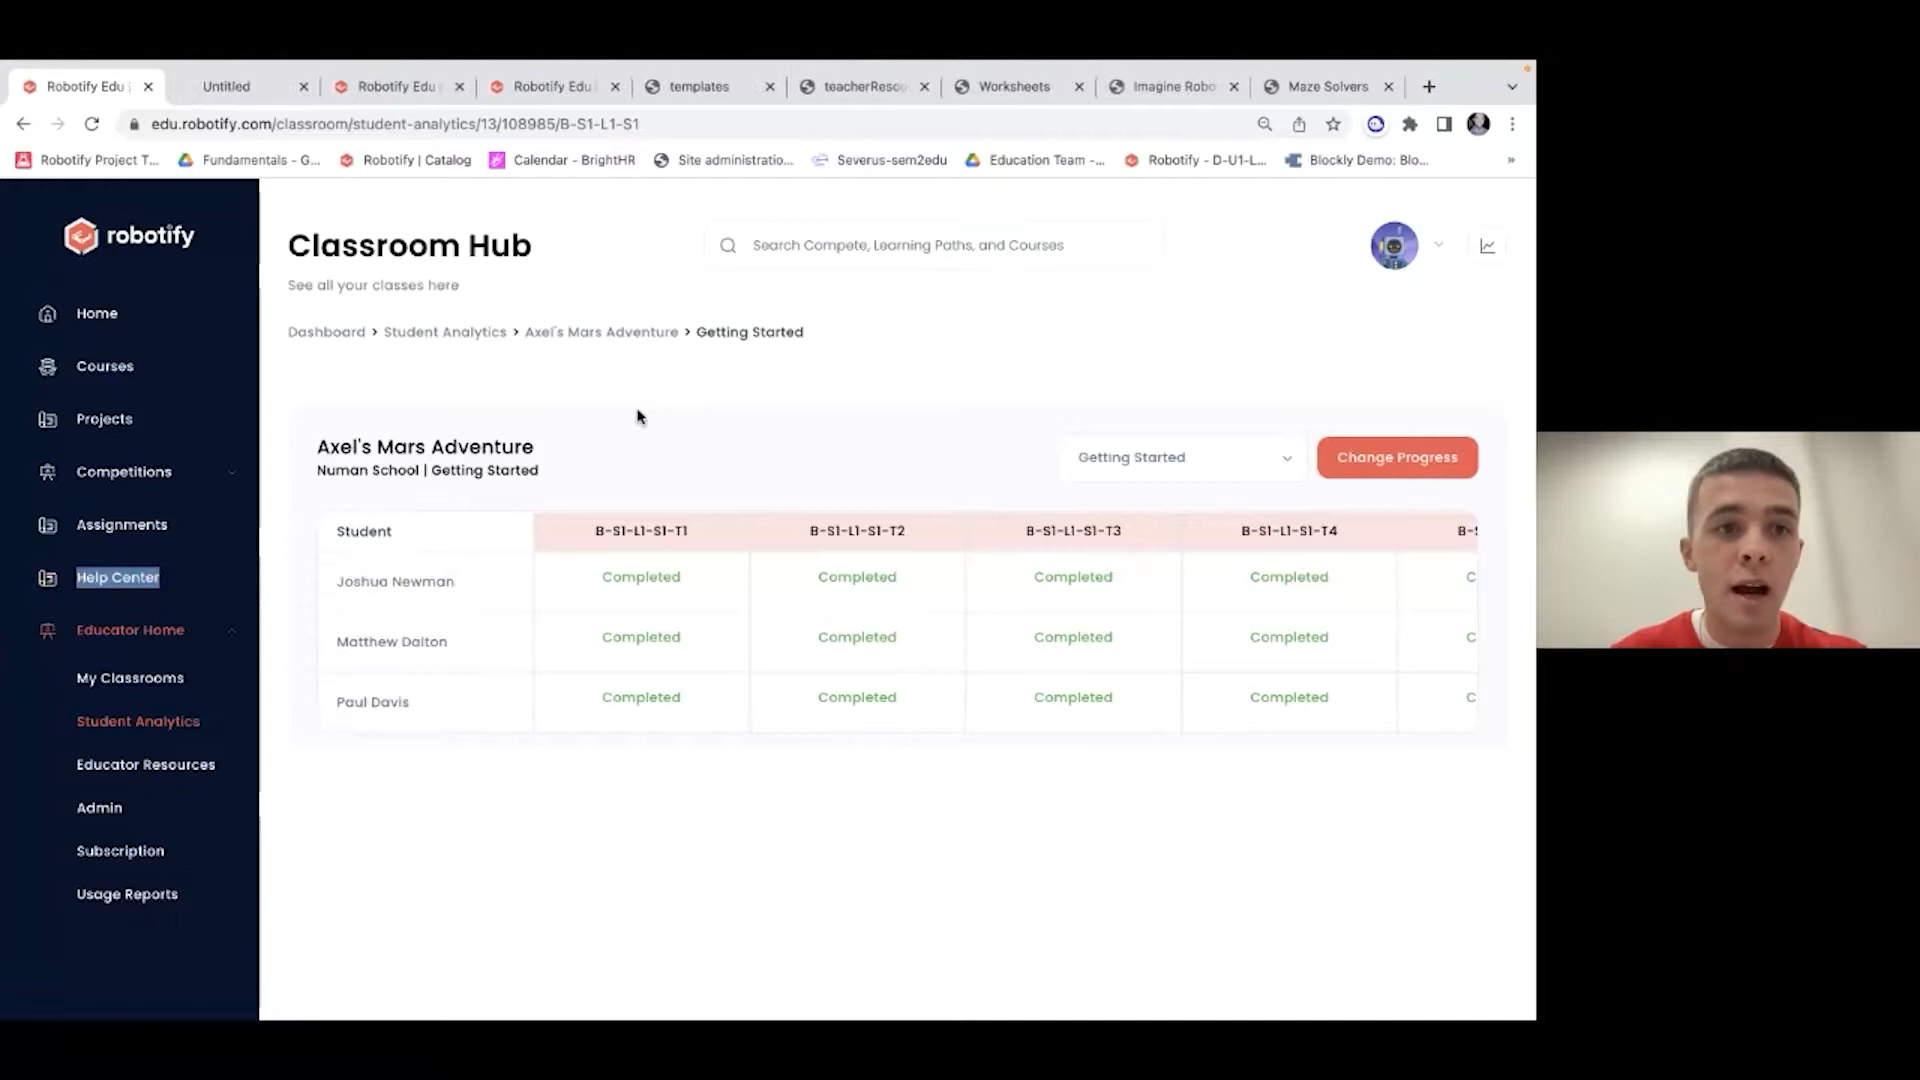 Robotify Edu
Untitled
Robotify Edu
Robotify Edu
templates
teacherResou
Worksheets
Imagine Robo
Maze Solvers
edu.robotify.com/classroom/student-analytics/13/108985/B-S1-L1-S1
Robotify Project T...
Fundamentals - G...
Robotify | Catalog
Calendar - BrightHR
Site administratio...
Severus-sem2edu
Education Team -...
Robotify - D-U1-L...
Blockly Demo: Blo...
»
robotify
Home
Courses
Projects
Competitions
Assignments
Help Center
Educator Home
My Classrooms
Student Analytics
Educator Resources
Admin
Subscription
Usage Reports
Classroom Hub
Search Compete, Learning Paths, and Courses
See all your classes here
Dashboard > Student Analytics > Axel's Mars Adventure > Getting Started
Axel's Mars Adventure
Numan School | Getting Started
Getting Started
Change Progress
Student B-S1-L1-S1-T1 B-S1-L1-S1-T2 B-S1-L1-S1-T3 B-S1-L1-S1-T4 B-S
Joshua Newman Completed Completed Completed Completed C
Matthew Dalton Completed Completed Completed Completed C
Paul Davis Completed Completed Completed Completed C